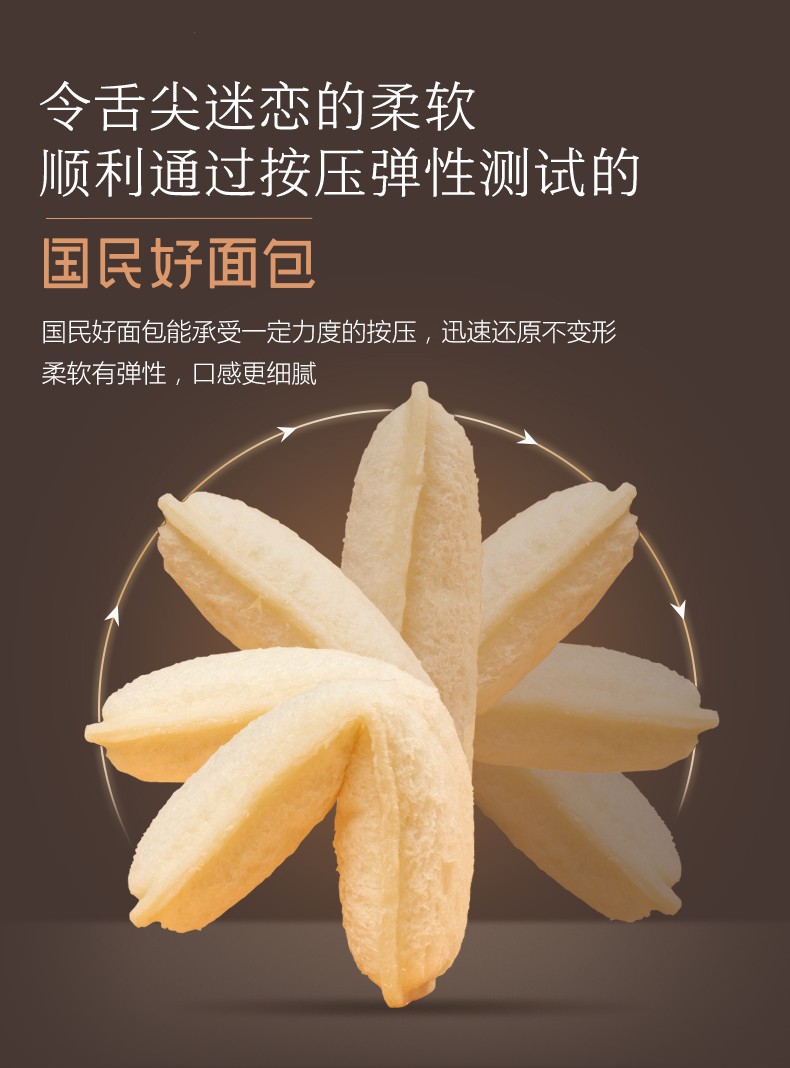 令舌尖迷恋的柔软
顺利通过按压弹性测试的
国民好面包
国民好面包能承受一定力度的按压，迅速还原不变形
柔软有弹性，口感更细腻